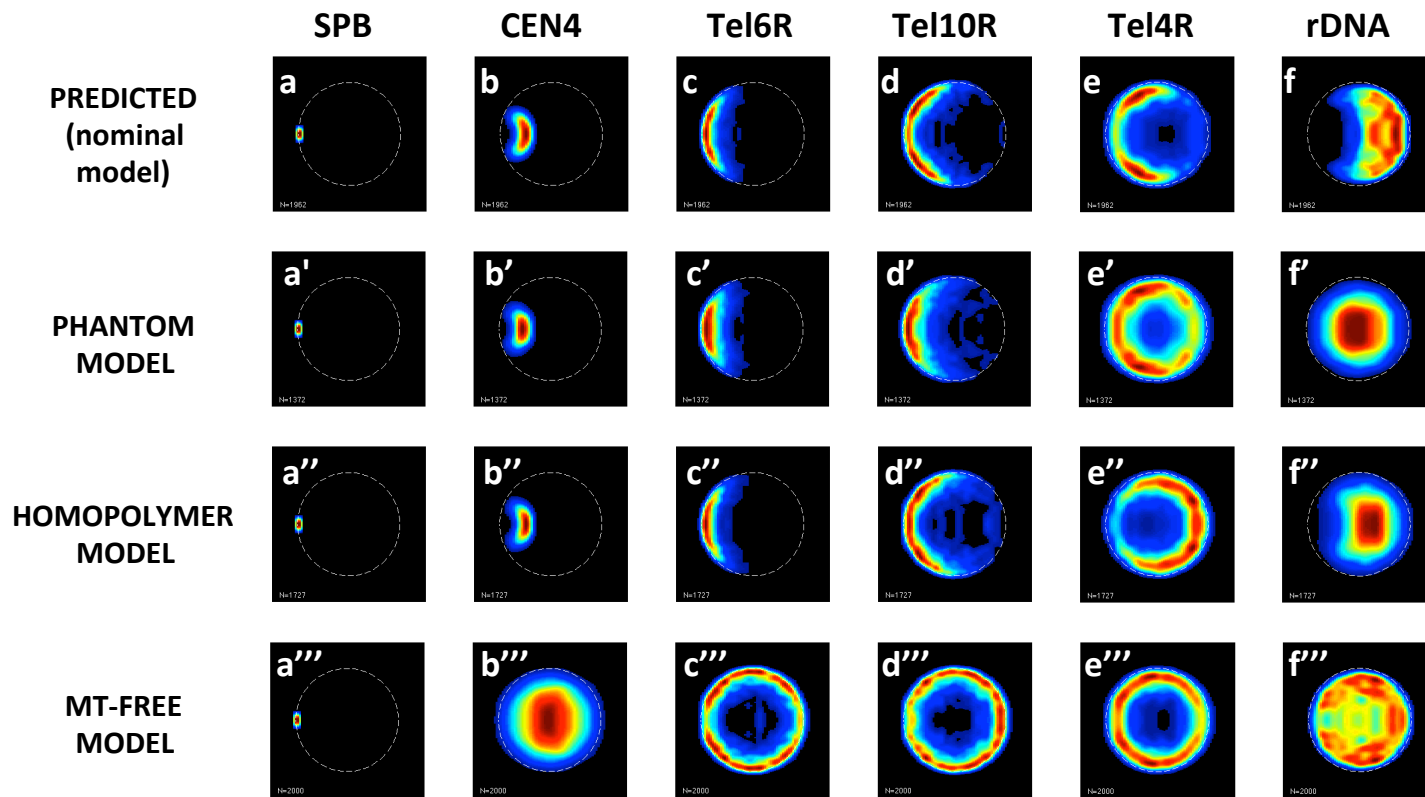 SPB CEN4 Tel6R Tel10R Tel4R rDNA
PREDICTED
(nominal
model)
a b c d e f
N=1962 N=1962 N=1962 N=1962 N=1962 N=1962
PHANTOM
MODEL
a' b’ c’ d’ e’ f’
N=1372 N=1372 N=1372 N=1372 N=1372 N=1372
HOMOPOLYMER
MODEL
a’’ b’’ c’’ d’’ e’’ f’’
N=1727 N=1727 N=1727 N=1727 N=1727 N=1727
MT-FREE
MODEL
a’’’ b’’’ c’’’ d’’’ e’’’ f’’’
N=2000 N=2000 N=2000 N=2000 N=2000 N=2000